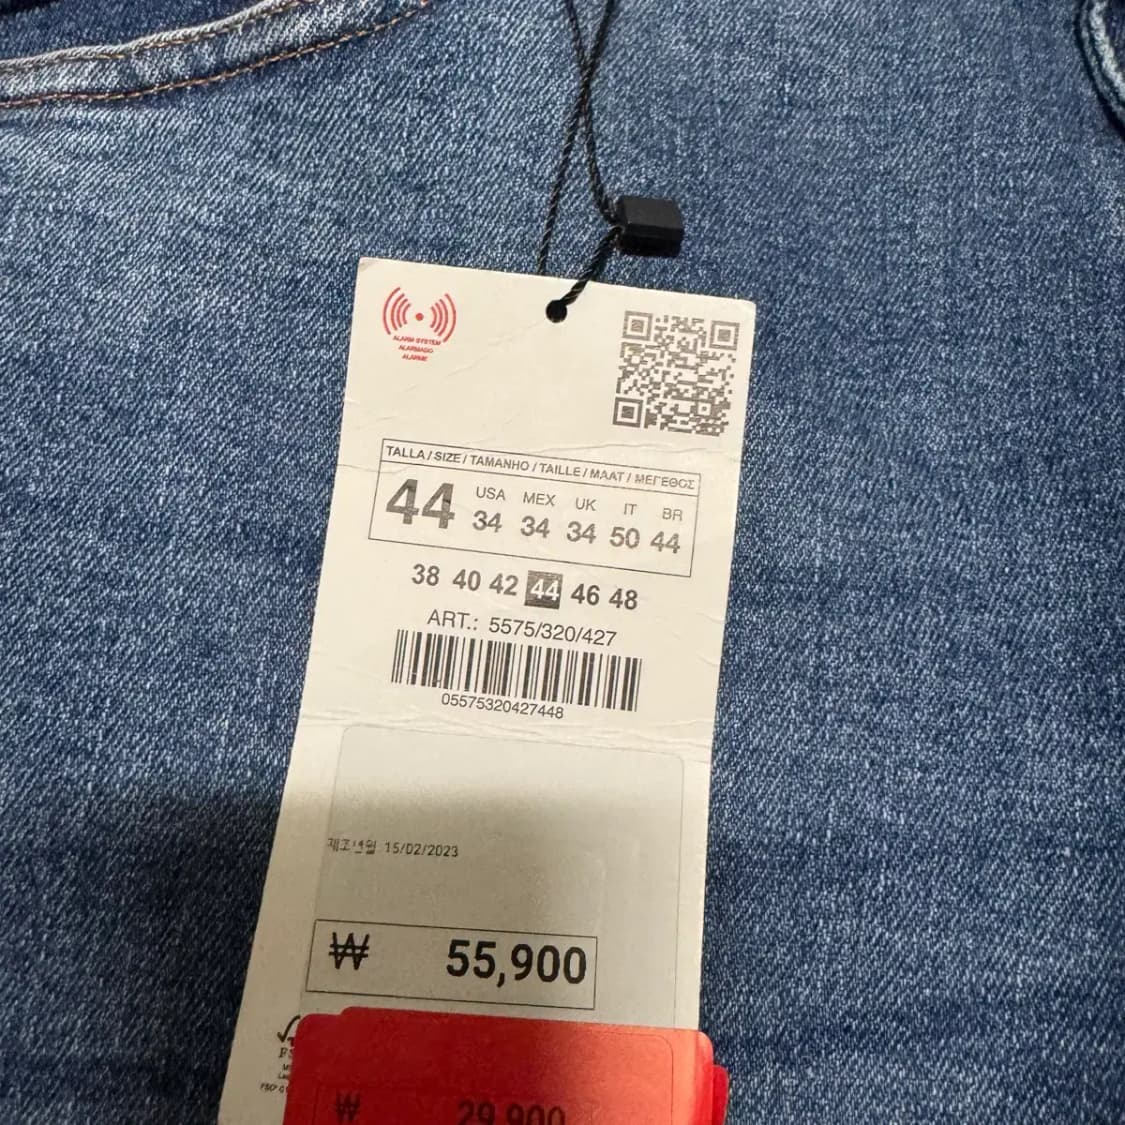 ALARM SYSTEM
ALARMADO
ALARME
TALLA / SIZE / TAMANHO / TAILLE / MAAT / ΜΕΓΕΘΟΣ
44
USA MEX UK IT BR
34 34 34 50 44
38 40 42 44 46 48
ART.: 5575/320/427
05575320427448
제조년월 15/02/2023
₩ 55,900
₩ 29,900